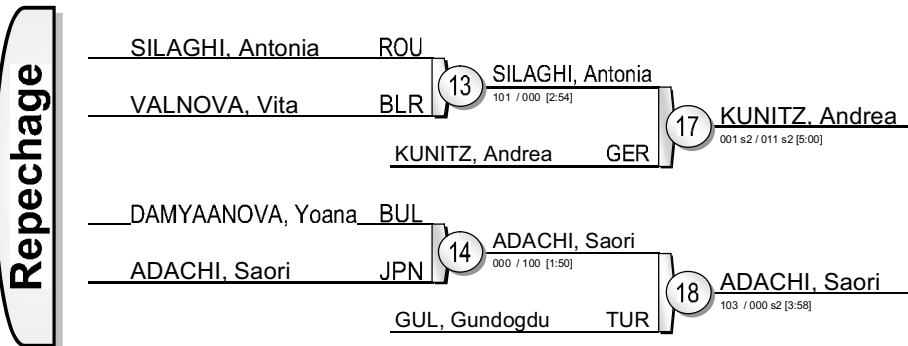 Repechage
SILAGHI, Antonia ROU
VALNOVA, Vita BLR
13
SILAGHI, Antonia
101 / 000 [2:54]
KUNITZ, Andrea GER
17
KUNITZ, Andrea
001 s2 / 011 s2 [5:00]
DAMYAANOVA, Yoana BUL
ADACHI, Saori JPN
14
ADACHI, Saori
000 / 100 [1:50]
GUL, Gundogdu TUR
18
ADACHI, Saori
103 / 000 s2 [3:58]